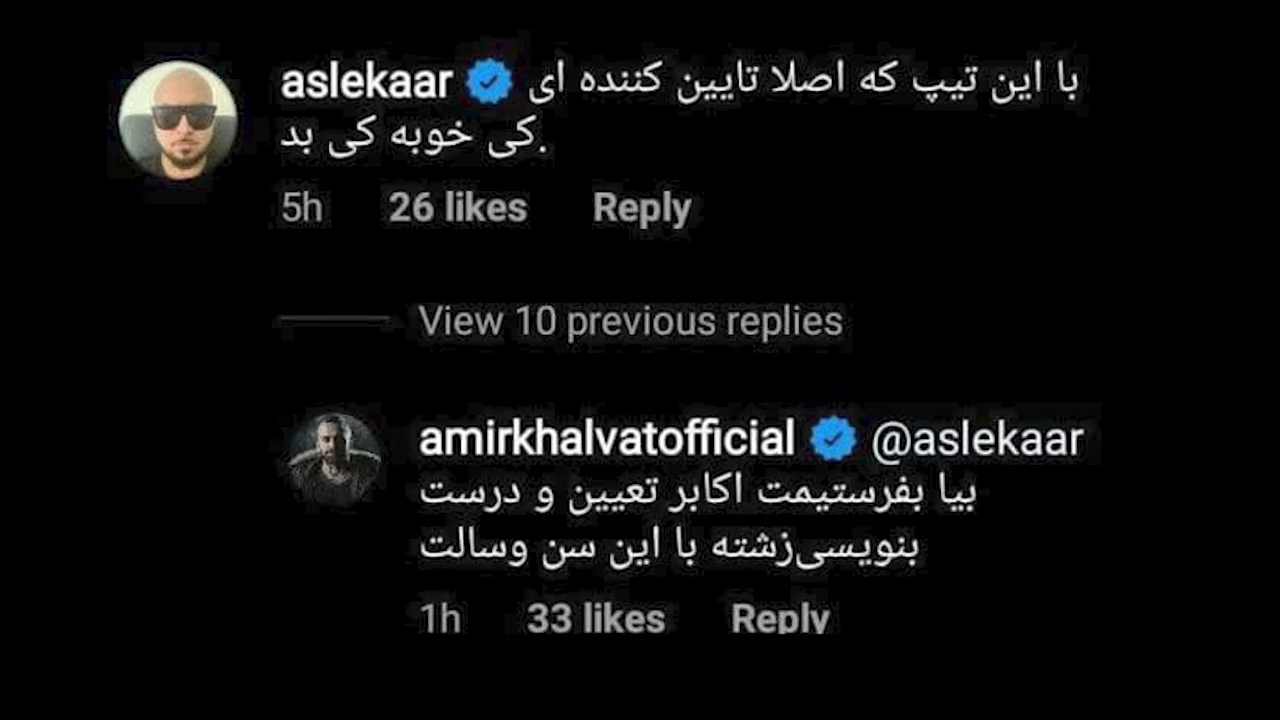 aslekaar با این تیپ که اصلا تایین کننده ای
کی خوبه کی بد.
5h 26 likes Reply
View 10 previous replies
amirkhalvatofficial @aslekaar
بیا بفرستیمت اکابر تعیین و درست
بنویسی‌زشته با این سن وسالت
1h 33 likes Reply